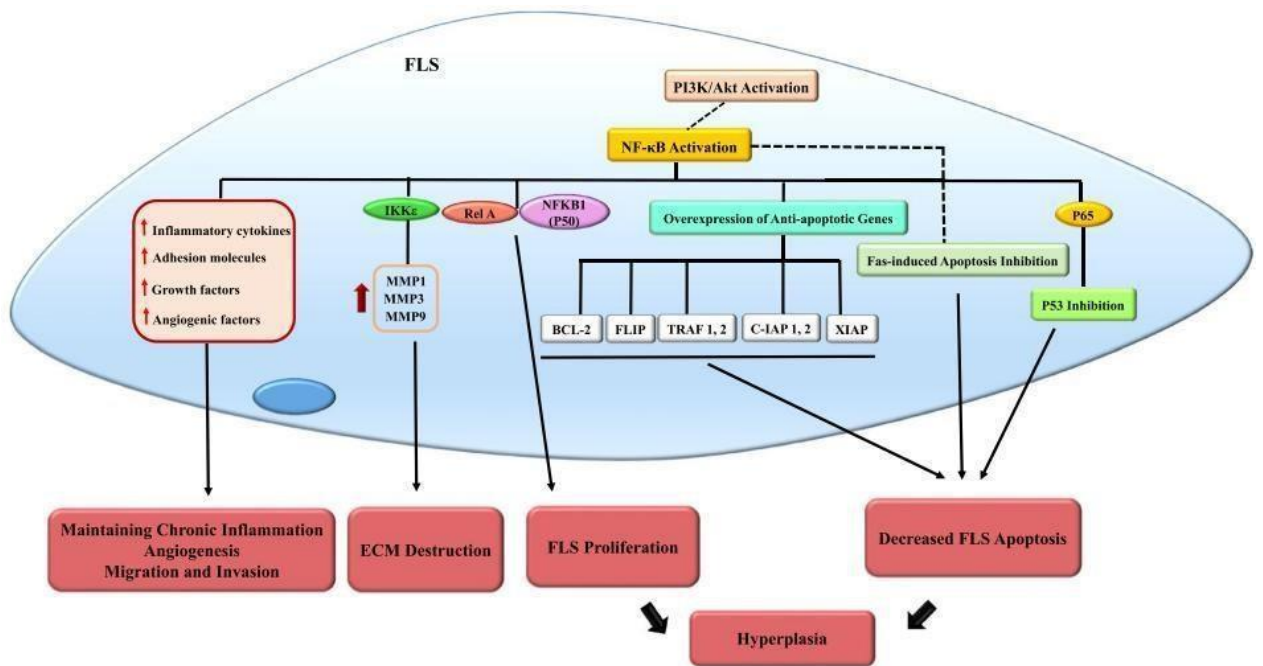 FLS
PI3K/Akt Activation
NF-κB Activation
Inflammatory cytokines
Adhesion molecules
Growth factors
Angiogenic factors
IKKε
MMP1
MMP3
MMP9
Rel A
NFKB1
(P50)
Overexpression of Anti-apoptotic Genes
BCL-2
FLIP
TRAF 1, 2
C-IAP 1, 2
XIAP
Fas-induced Apoptosis Inhibition
P65
P53 Inhibition
Maintaining Chronic Inflammation
Angiogenesis
Migration and Invasion
ECM Destruction
FLS Proliferation
Decreased FLS Apoptosis
Hyperplasia